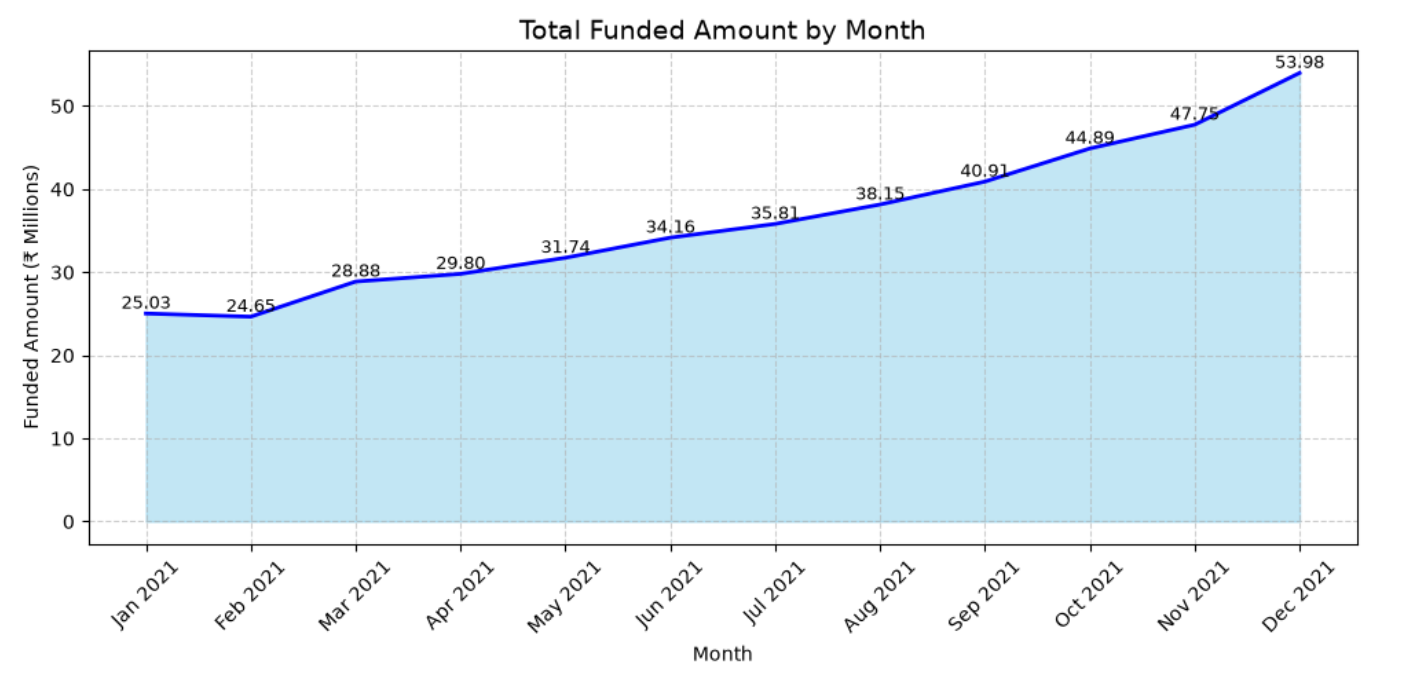 Total Funded Amount by Month
Funded Amount (₹ Millions)
50
40
30
20
10
0
25.03
24.65
28.88
29.80
31.74
34.16
35.81
38.15
40.91
44.89
47.75
53.98
Jan 2021
Feb 2021
Mar 2021
Apr 2021
May 2021
Jun 2021
Jul 2021
Aug 2021
Sep 2021
Oct 2021
Nov 2021
Dec 2021
Month